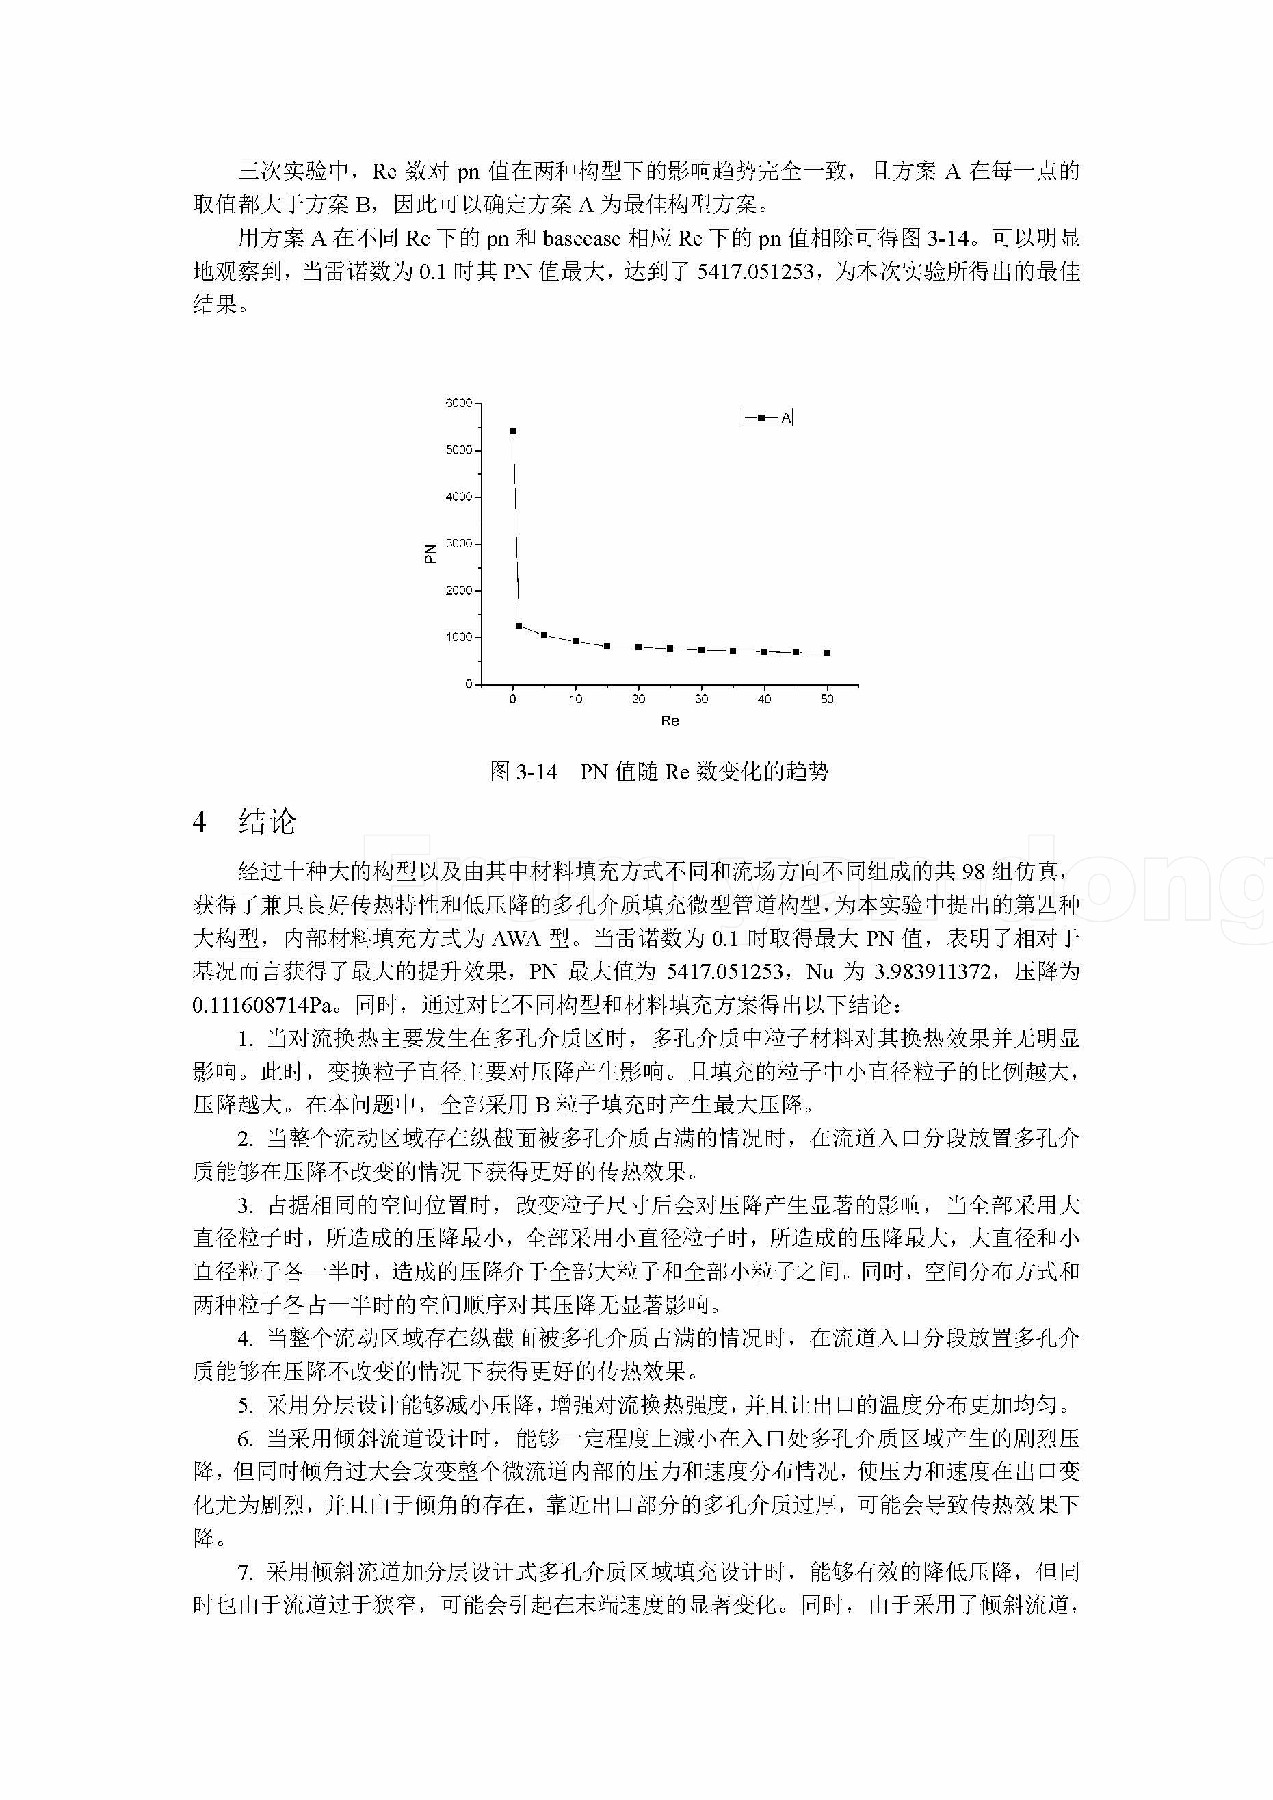 三次实验中，Re 数对 pn 值在两种构型下的影响趋势完全一致，且方案 A 在每一点的
取值都大于方案 B，因此可以确定方案 A 为最佳构型方案。
用方案 A 在不同 Re 下的 pn 和 basecase 相应 Re 下的 pn 值相除可得图 3-14。可以明显
地观察到，当雷诺数为 0.1 时其 PN 值最大，达到了 5417.051253，为本次实验所得出的最佳
结果。
6000
A
5000
4000
3000
PN
2000
1000
0
0 10 20 30 40 50
Re
图 3-14 PN 值随 Re 数变化的趋势
4 结论
经过十种大的构型以及由其中材料填充方式不同和流场方向不同组成的共 98 组仿真，
获得了兼具良好传热特性和低压降的多孔介质填充微型管道构型，为本实验中提出的第四种
大构型，内部材料填充方式为 AWA 型。当雷诺数为 0.1 时取得最大 PN 值，表明了相对于
基况而言获得了最大的提升效果，PN 最大值为 5417.051253，Nu 为 3.983911372，压降为
0.111608714Pa。同时，通过对比不同构型和材料填充方案得出以下结论：
1. 当对流换热主要发生在多孔介质区时，多孔介质中粒子材料对其换热效果并无明显
影响。此时，变换粒子直径主要对压降产生影响。且填充的粒子中小直径粒子的比例越大，
压降越大。在本问题中，全部采用 B 粒子填充时产生最大压降。
2. 当整个流动区域存在纵截面被多孔介质占满的情况时，在流道入口分段放置多孔介
质能够在压降不改变的情况下获得更好的传热效果。
3. 占据相同的空间位置时，改变粒子尺寸后会对压降产生显著的影响，当全部采用大
直径粒子时，所造成的压降最小，全部采用小直径粒子时，所造成的压降最大，大直径和小
直径粒子各一半时，造成的压降介于全部大粒子和全部小粒子之间。同时，空间分布方式和
两种粒子各占一半时的空间顺序对其压降无显著影响。
4. 当整个流动区域存在纵截面被多孔介质占满的情况时，在流道入口分段放置多孔介
质能够在压降不改变的情况下获得更好的传热效果。
5. 采用分层设计能够减小压降，增强对流换热强度，并且让出口的温度分布更加均匀。
6. 当采用倾斜流道设计时，能够一定程度上减小在入口处多孔介质区域产生的剧烈压
降，但同时倾角过大会改变整个微流道内部的压力和速度分布情况，使压力和速度在出口变
化尤为剧烈，并且由于倾角的存在，靠近出口部分的多孔介质过厚，可能会导致传热效果下
降。
7. 采用倾斜流道加分层设计式多孔介质区域填充设计时，能够有效的降低压降，但同
时也由于流道过于狭窄，可能会引起在末端速度的显著变化。同时，由于采用了倾斜流道，